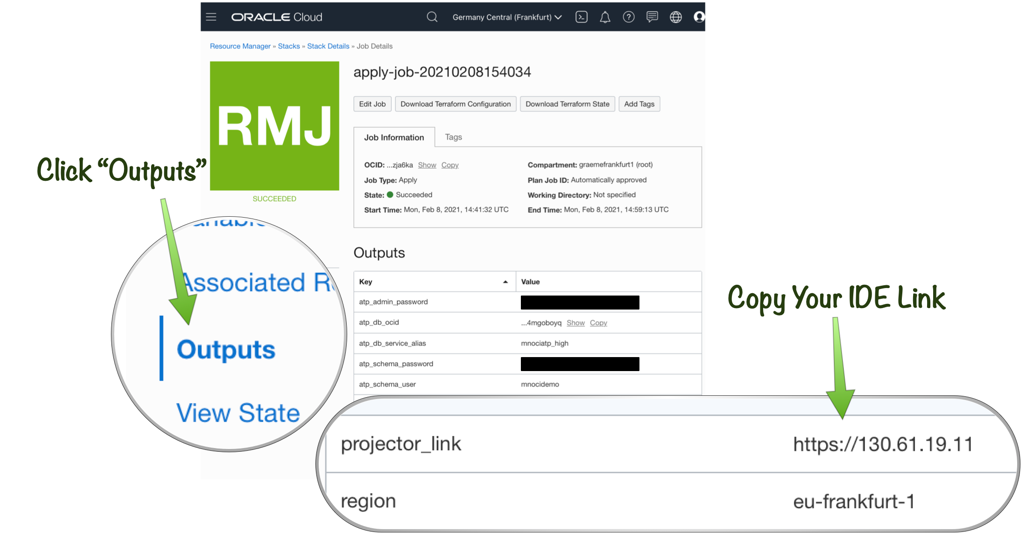 ORACLE Cloud
Germany Central (Frankfurt)
Resource Manager » Stacks » Stack Details » Job Details
RMJ
SUCCEEDED
apply-job-20210208154034
Edit Job Download Terraform Configuration Download Terraform State Add Tags
Job Information Tags
OCID: ...zja6ka Show Copy Compartment: graemefrankfurt1 (root)
Job Type: Apply Plan Job ID: Automatically approved
State: Succeeded Working Directory: Not specified
Start Time: Mon, Feb 8, 2021, 14:41:32 UTC End Time: Mon, Feb 8, 2021, 14:59:13 UTC
Click “Outputs”
Associated R
Outputs
View State
Outputs
Key Value
atp_admin_password
atp_db_ocid ...4mgoboyq Show Copy
atp_db_service_alias mnociatp_high
atp_schema_password
atp_schema_user mnocidemo
Copy Your IDE Link
projector_link https://130.61.19.11
region eu-frankfurt-1